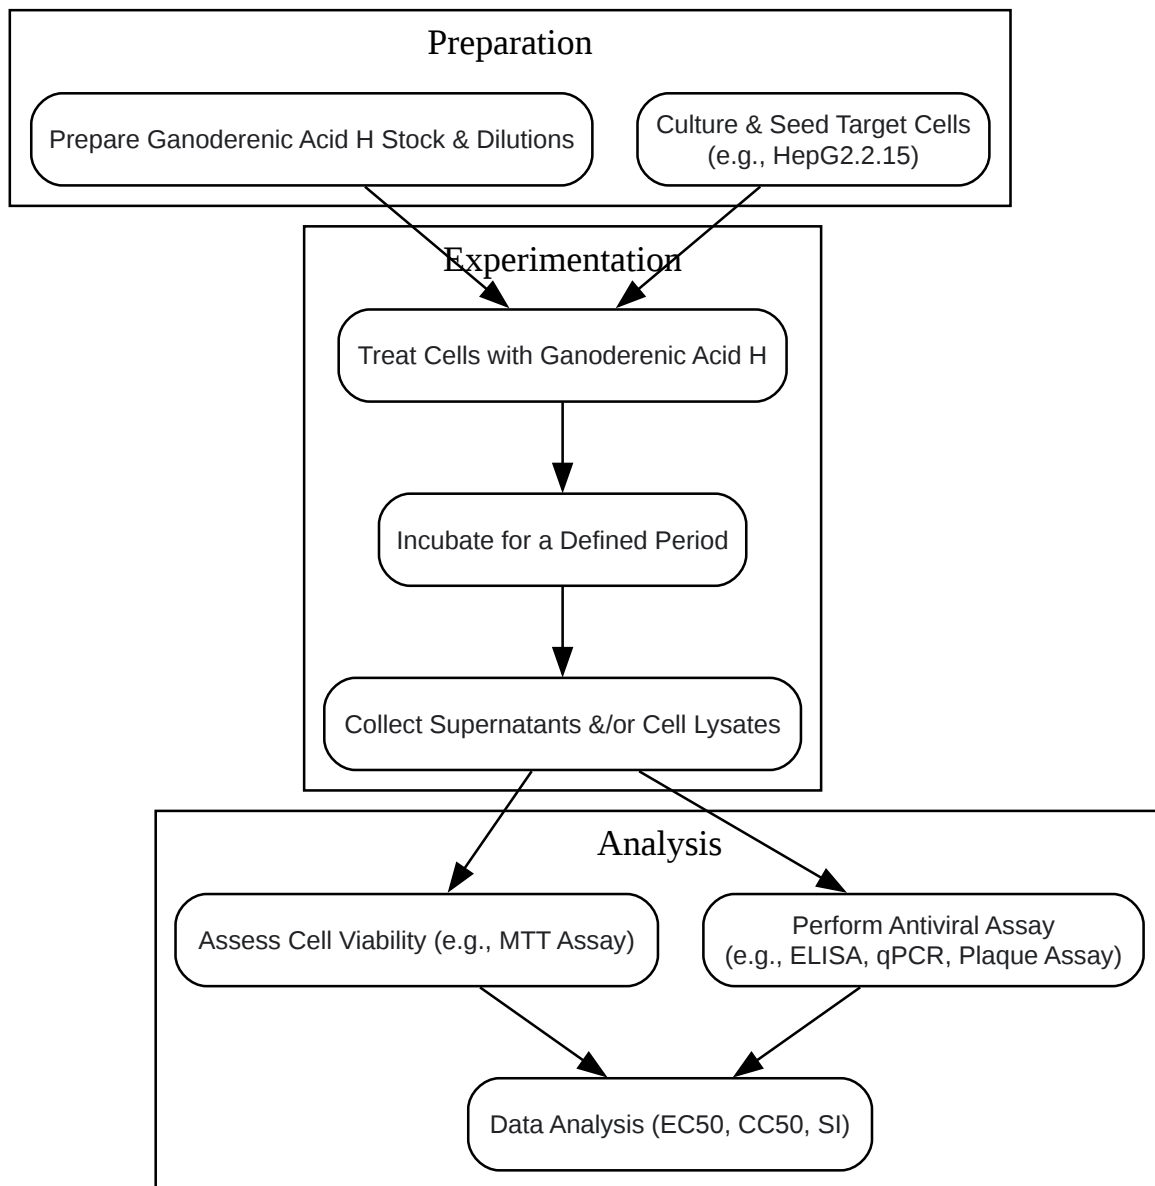 Preparation
Prepare Ganoderenic Acid H Stock & Dilutions
Culture & Seed Target Cells
(e.g., HepG2.2.15)
Experimentation
Treat Cells with Ganoderenic Acid H
Incubate for a Defined Period
Collect Supernatants &/or Cell Lysates
Analysis
Assess Cell Viability (e.g., MTT Assay)
Perform Antiviral Assay
(e.g., ELISA, qPCR, Plaque Assay)
Data Analysis (EC50, CC50, SI)